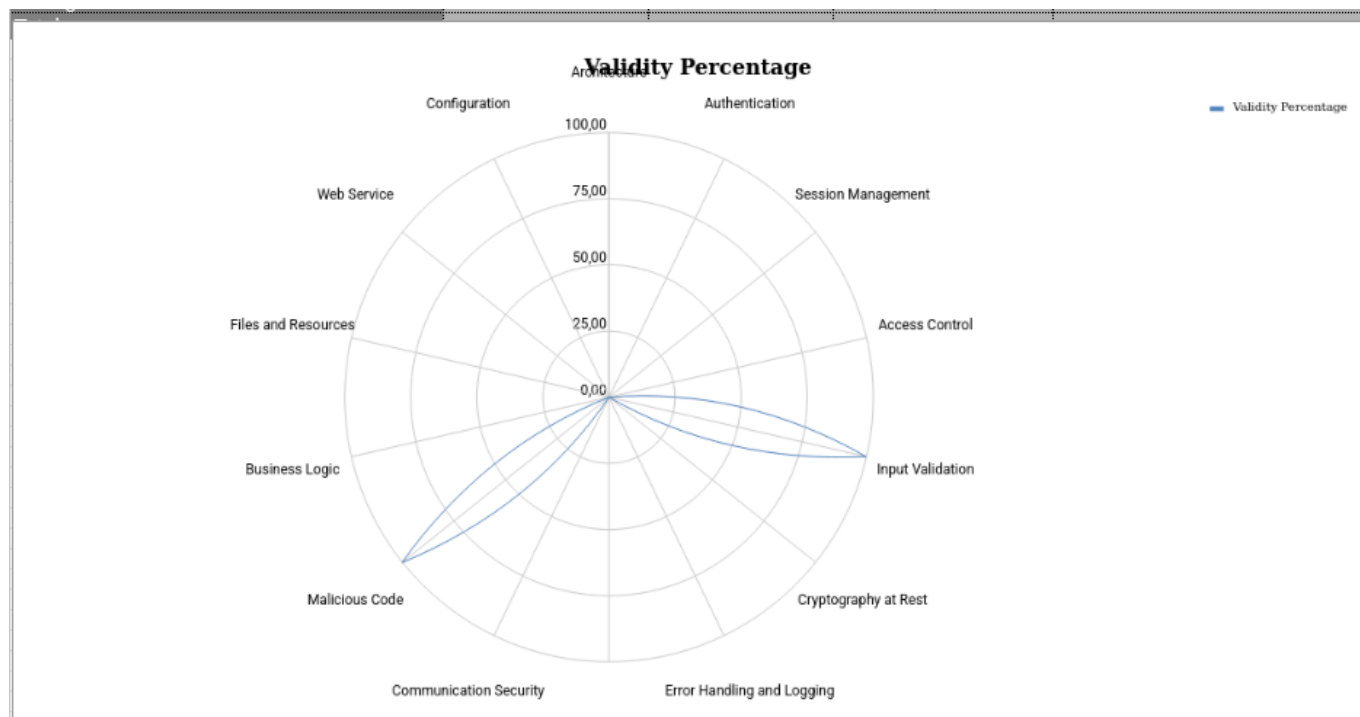 Validity Percentage
Architecture
Configuration
Authentication
Validity Percentage
100,00
Web Service
75,00
Session Management
50,00
Files and Resources
25,00
Access Control
0,00
Business Logic
Input Validation
Malicious Code
Cryptography at Rest
Communication Security
Error Handling and Logging